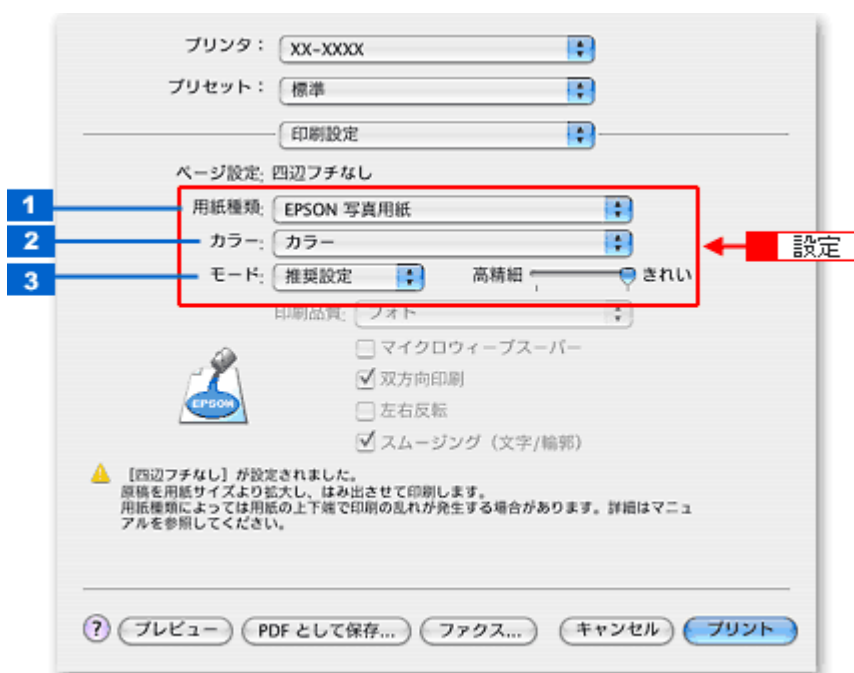 プリンタ： XX-XXXX
プリセット： 標準
印刷設定
ページ設定: 四辺フチなし
1 用紙種類: EPSON 写真用紙
2 カラー: カラー
設定
3 モード: 推奨設定 高精細 きれい
印刷品質: フォト
マイクロウィーブスーパー
双方向印刷
左右反転
スムージング（文字/輪郭）
EPSON
［四辺フチなし］が設定されました。
原稿を用紙サイズより拡大し、はみ出させて印刷します。
用紙種類によっては用紙の上下端で印刷の乱れが発生する場合があります。詳細はマニュ
アルを参照してください。
? プレビュー PDF として保存... ファクス... キャンセル プリント